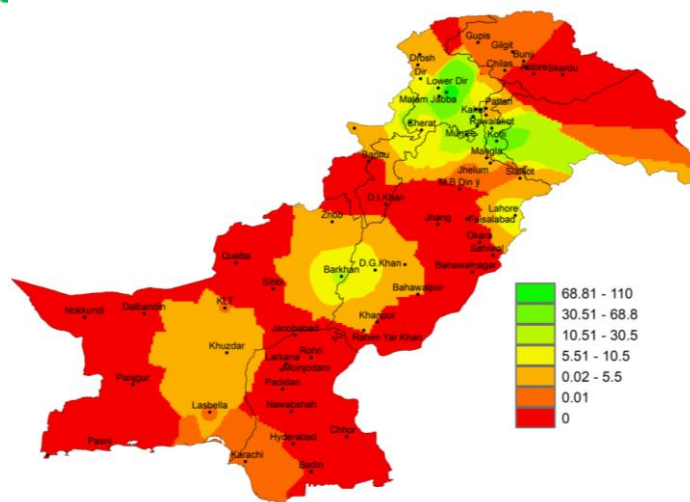 Gupis
Gilgit
Bunji
Drosh
Chilas
Astore
Skardu
Dir
Lower Dir
Malam Jabba
Pattan
Kakul
Cherat
Rawalakot
Murree
Kotli
Bannu
Mangla
Jhelum
Sialkot
M.B.Din ÿ
D.I.Khan
Zhob
Lahore
Jhang
Faisalabad
Okara
Quetta
D.G.Khan
Sahiwal
Barkhan
Bahawalnagar
Sibbi
Bahawalpur
68.81 - 110
Nokkundi
Dalbandin
KLT
30.51 - 68.8
Khanpur
10.51 - 30.5
Jacobabad
Rahim Yar Khan
5.51 - 10.5
Khuzdar
Rohri
Larkana
Moinjodaro
0.02 - 5.5
Panjgur
Padidan
0.01
Lasbella
Nawabshah
0
Pasni
Hyderabad
Chhor
Karachi
Badin